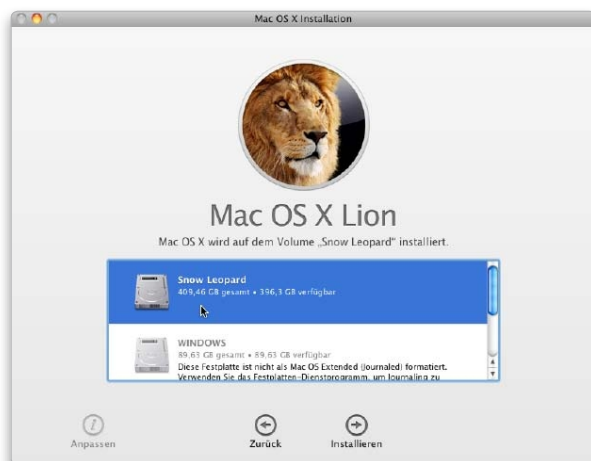 Mac OS X Installation
Mac OS X Lion
Mac OS X wird auf dem Volume „Snow Leopard“ installiert.
Snow Leopard
409,46 GB gesamt • 396,3 GB verfügbar
WINDOWS
89,63 GB gesamt • 89,63 GB verfügbar
Diese Festplatte ist nicht als Mac OS Extended (Journaled) formatiert.
Verwenden Sie das Festplatten-Dienstprogramm, um Journaling zu
Anpassen
Zurück
Installieren